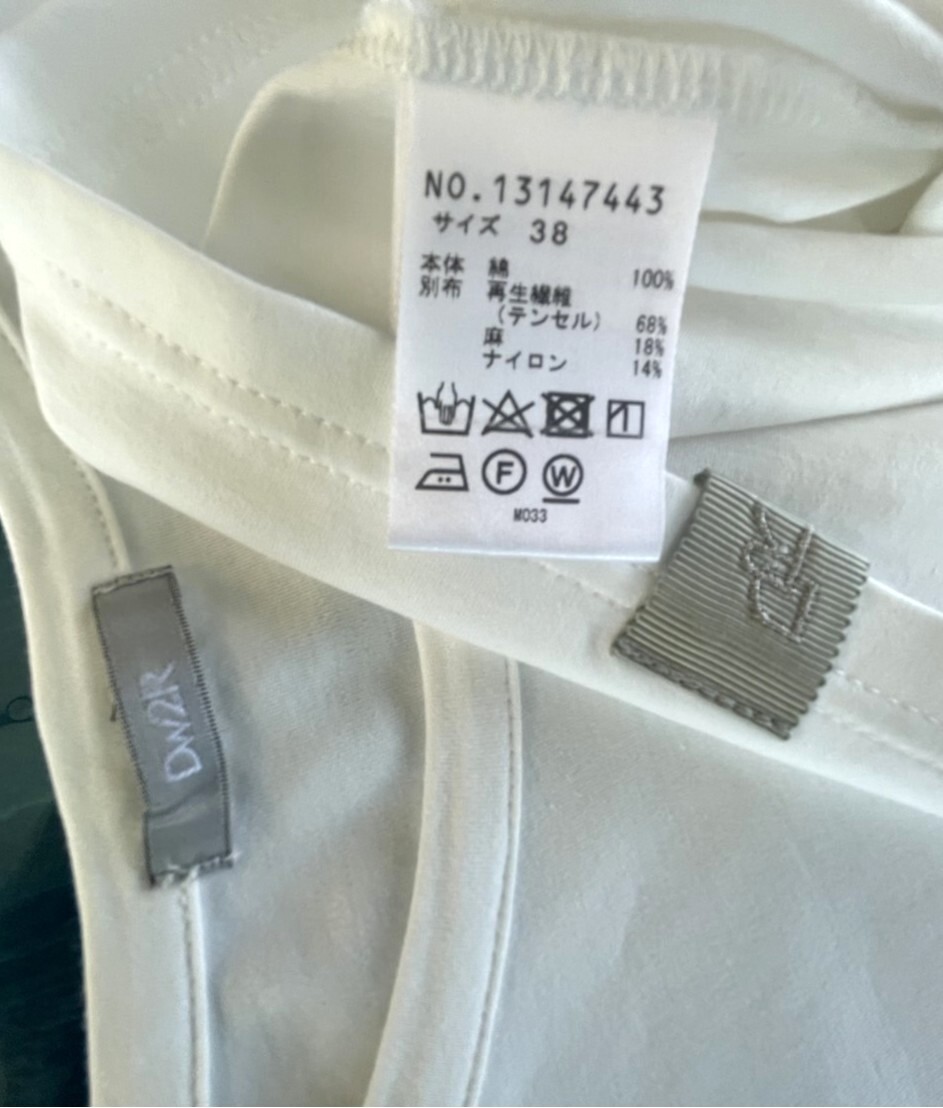 NO.13147443
サイズ 38
本体 綿 100%
別布 再生繊維
（テンセル） 68%
麻 18%
ナイロン 14%
F W
M033
DW2R